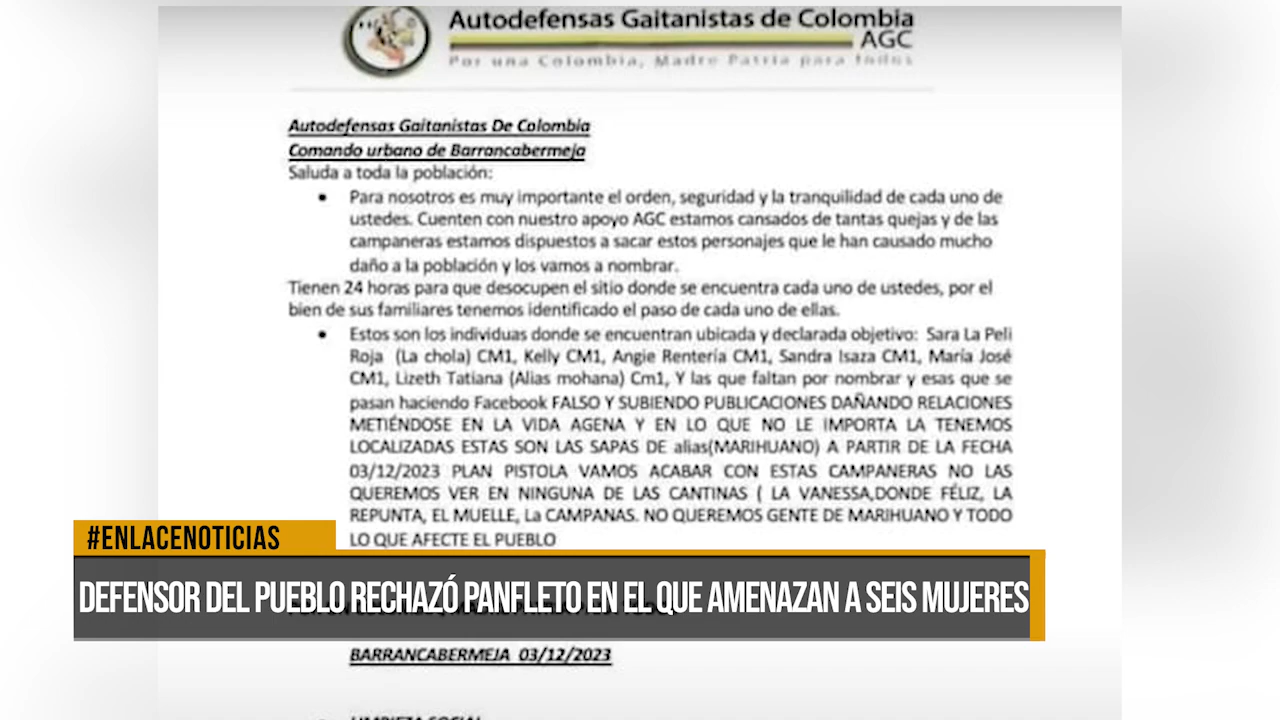 Autodefensas Gaitanistas de Colombia
AGC
Por una Colombia, Madre Patria para todos
Autodefensas Gaitanistas De Colombia
Comando urbano de Barrancabermeja
Saluda a toda la población:
• Para nosotros es muy importante el orden, seguridad y la tranquilidad de cada uno de
ustedes. Cuenten con nuestro apoyo AGC estamos cansados de tantas quejas y de las
campaneras estamos dispuestos a sacar estos personajes que le han causado mucho
daño a la población y los vamos a nombrar.
Tienen 24 horas para que desocupen el sitio donde se encuentra cada uno de ustedes, por el
bien de sus familiares tenemos identificado el paso de cada uno de ellas.
• Estos son los individuas donde se encuentran ubicada y declarada objetivo: Sara La Peli
Roja (La chola) CM1, Kelly CM1, Angie Rentería CM1, Sandra Isaza CM1, María José
CM1, Lizeth Tatiana (Alias mohana) Cm1, Y las que faltan por nombrar y esas que se
pasan haciendo Facebook FALSO Y SUBIENDO PUBLICACIONES DAÑANDO RELACIONES
METIÉNDOSE EN LA VIDA AGENA Y EN LO QUE NO LE IMPORTA LA TENEMOS
LOCALIZADAS ESTAS SON LAS SAPAS DE alias(MARIHUANO) A PARTIR DE LA FECHA
03/12/2023 PLAN PISTOLA VAMOS ACABAR CON ESTAS CAMPANERAS NO LAS
QUEREMOS VER EN NINGUNA DE LAS CANTINAS ( LA VANESSA,DONDE FÉLIZ, LA
REPUNTA, EL MUELLE, La CAMPANAS. NO QUEREMOS GENTE DE MARIHUANO Y TODO
LO QUE AFECTE EL PUEBLO
#ENLACENOTICIAS
DEFENSOR DEL PUEBLO RECHAZÓ PANFLETO EN EL QUE AMENAZAN A SEIS MUJERES
BARRANCABERMEJA 03/12/2023
LIMPIEZA SOCIAL